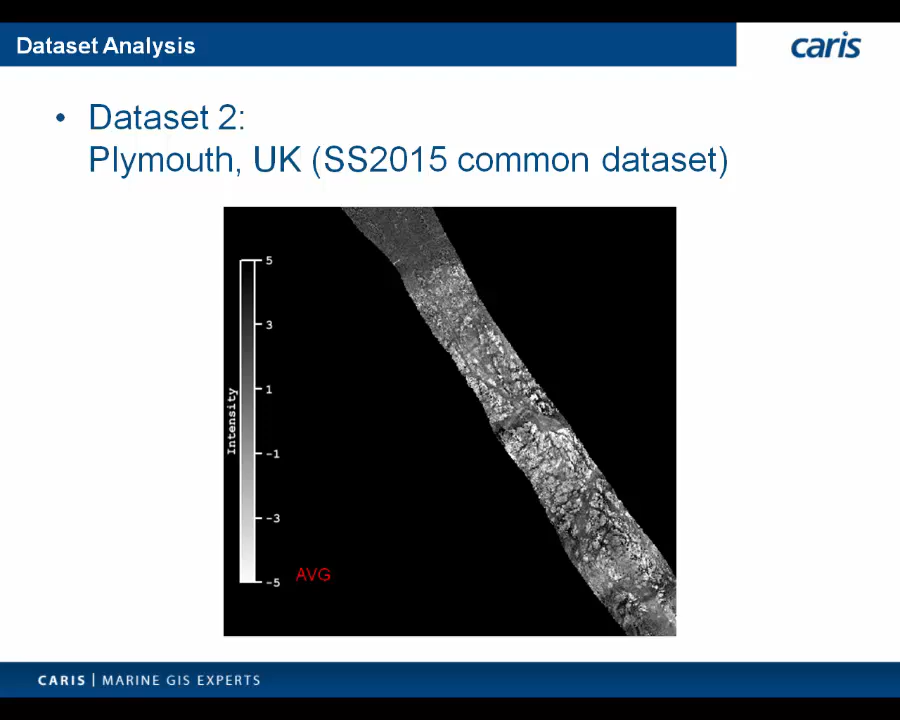 Dataset Analysis
caris
• Dataset 2:
Plymouth, UK (SS2015 common dataset)
5
3
1
-1
-3
-5
Intensity
AVG
CARIS | MARINE GIS EXPERTS